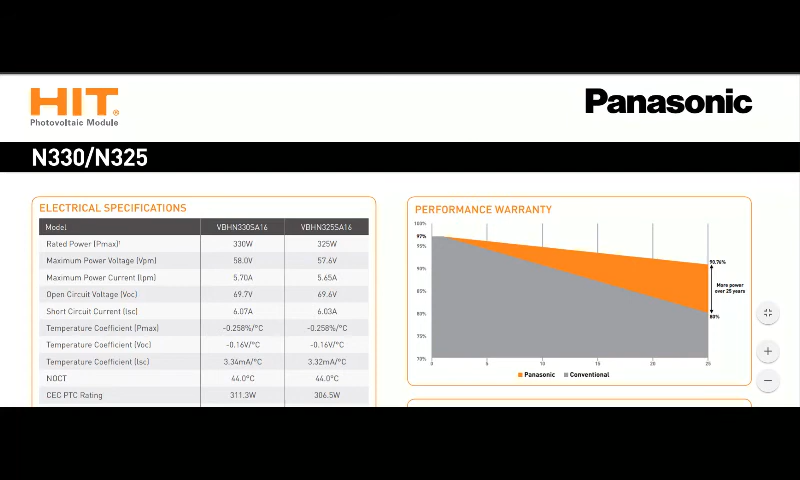 HIT®
Photovoltaic Module
Panasonic
N330/N325
ELECTRICAL SPECIFICATIONS
Model VBHN330SA16 VBHN325SA16
Rated Power (Pmax)¹ 330W 325W
Maximum Power Voltage (Vpm) 58.0V 57.6V
Maximum Power Current (Ipm) 5.70A 5.65A
Open Circuit Voltage (Voc) 69.7V 69.6V
Short Circuit Current (Isc) 6.07A 6.03A
Temperature Coefficient (Pmax) -0.258%/°C -0.258%/°C
Temperature Coefficient (Voc) -0.16V/°C -0.16V/°C
Temperature Coefficient (Isc) 3.34mA/°C 3.32mA/°C
NOCT 44.0°C 44.0°C
CEC PTC Rating 311.3W 306.5W
PERFORMANCE WARRANTY
100%
97%
95%
90%
85%
80%
75%
70%
0 5 10 15 20 25
90.76%
More power
over 25 years
80%
Panasonic Conventional